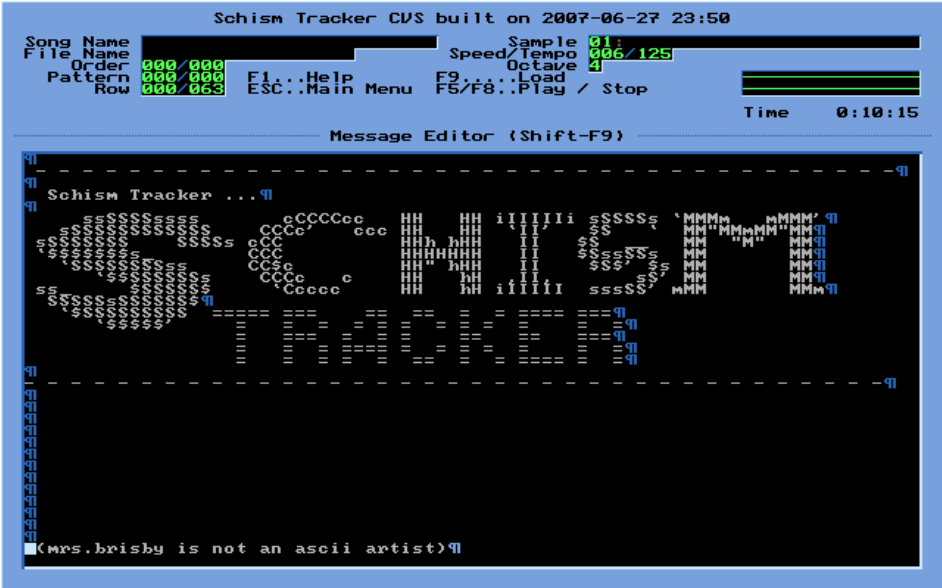 Schism Tracker CVS built on 2007-06-27 23:50
Song Name
Sample 01:
File Name
Speed/Tempo 006/125
Order 000/000
Octave 4
Pattern 000/000
F1...Help
F9.....Load
Row 000/063
ESC..Main Menu
F5/F8..Play / Stop
Time 0:10:15
Message Editor (Shift-F9)
Schism Tracker ...¶
SCHISM
TRACKER
(mrs.brisby is not an ascii artist)¶